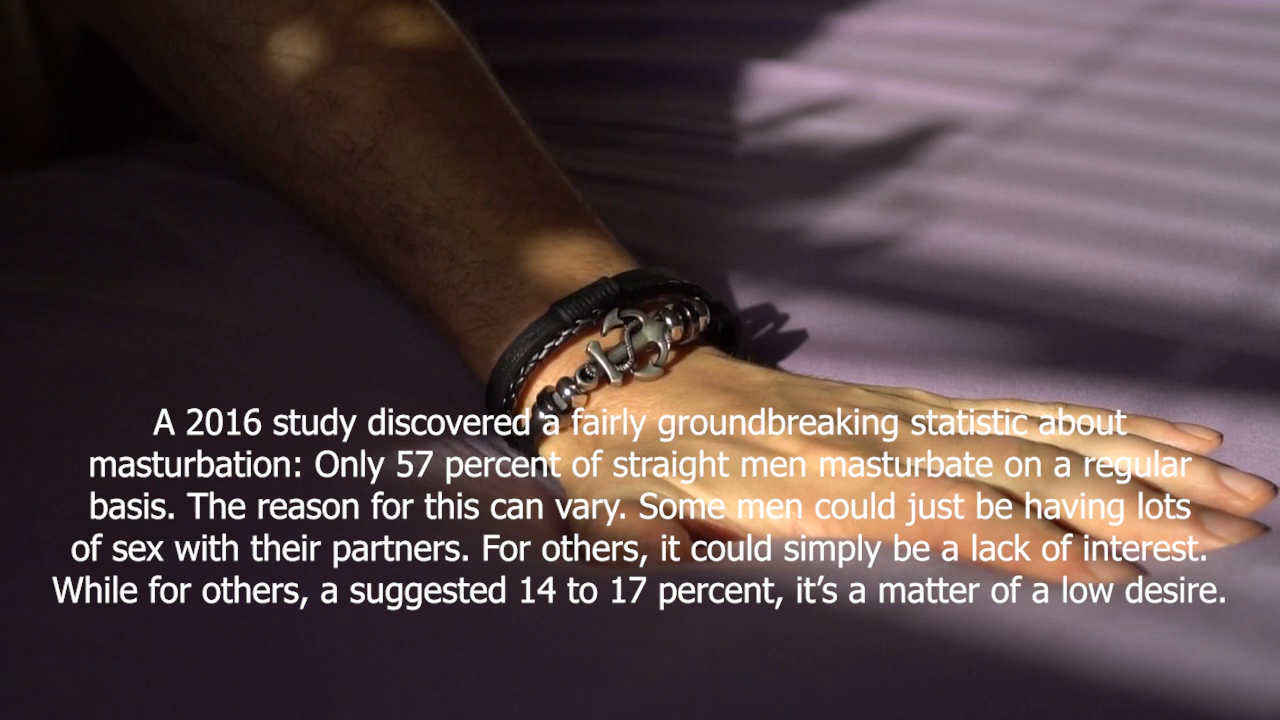 A 2016 study discovered a fairly groundbreaking statistic about
masturbation: Only 57 percent of straight men masturbate on a regular
basis. The reason for this can vary. Some men could just be having lots
of sex with their partners. For others, it could simply be a lack of interest.
While for others, a suggested 14 to 17 percent, it’s a matter of a low desire.